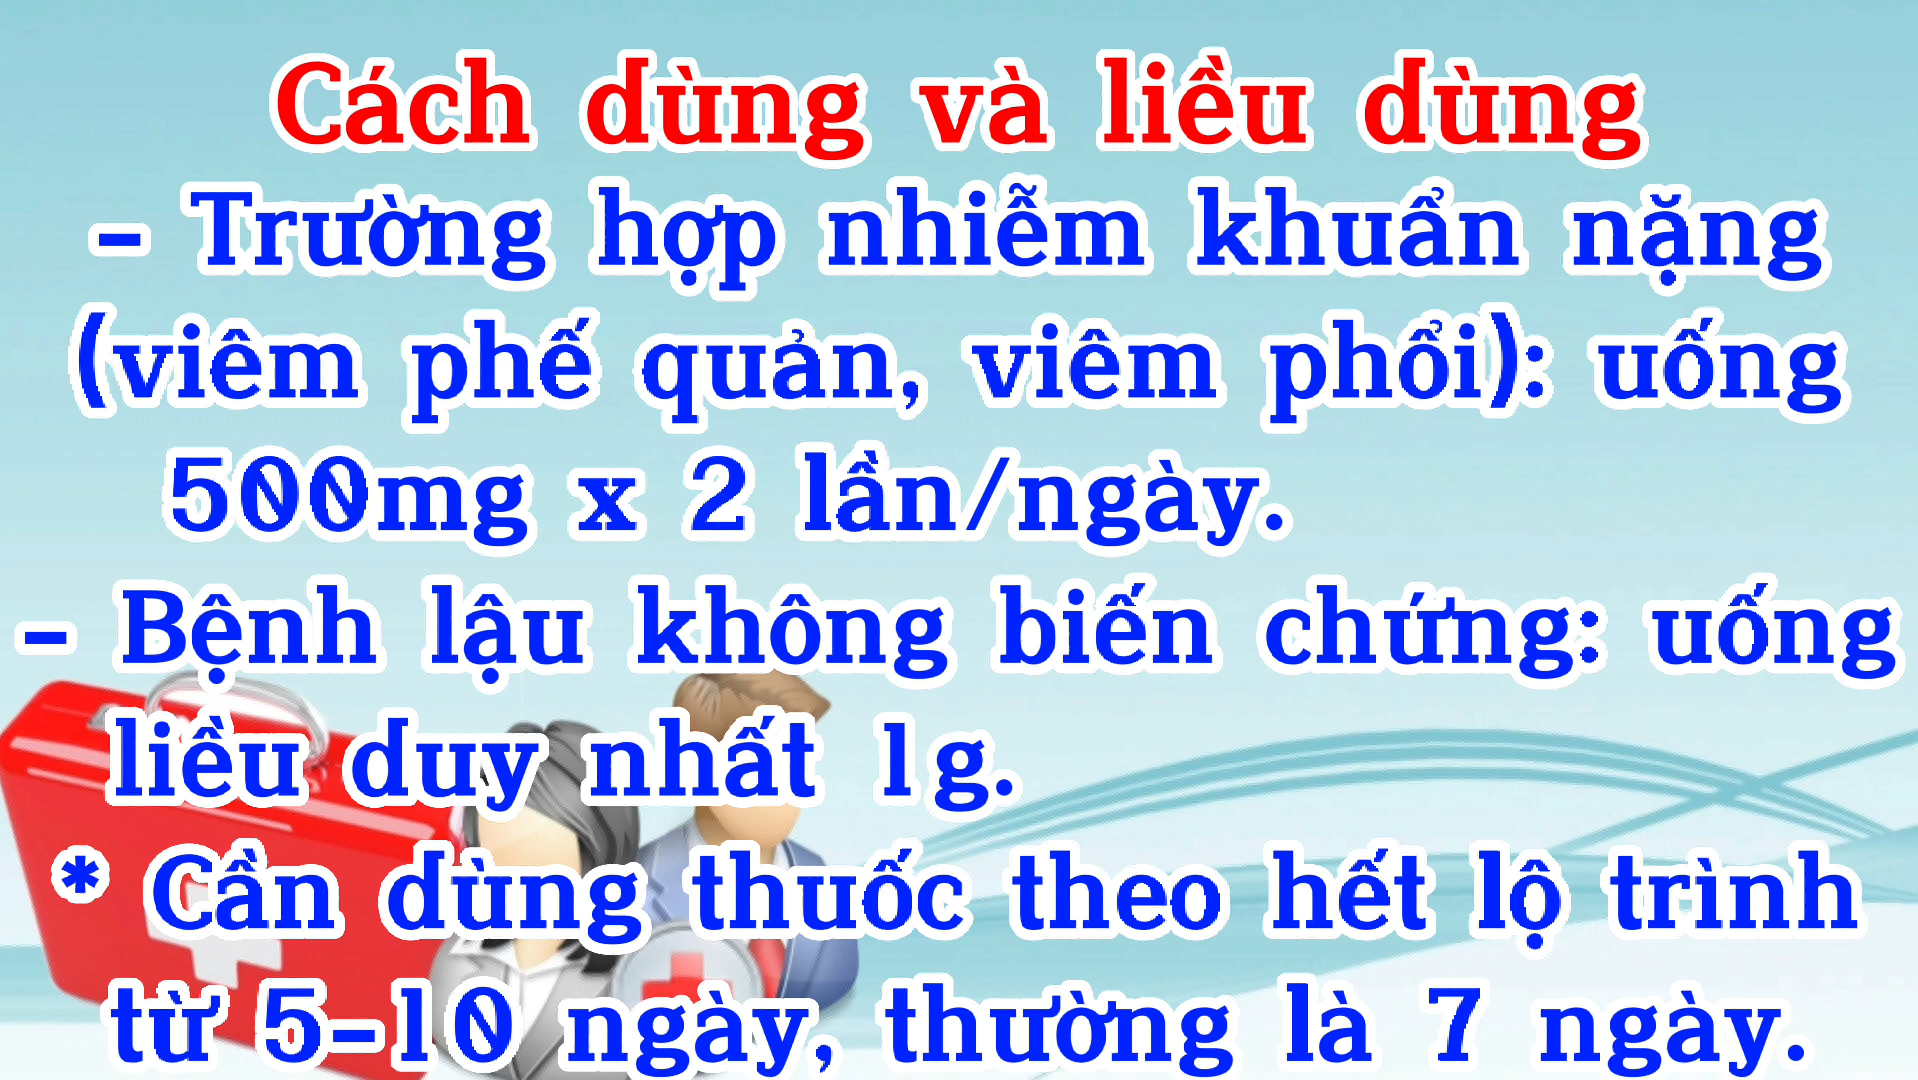 Cách dùng và liều dùng
- Trường hợp nhiễm khuẩn nặng
(viêm phế quản, viêm phổi): uống
500mg x 2 lần/ngày.
- Bệnh lậu không biến chứng: uống
liều duy nhất 1g.
* Cần dùng thuốc theo hết lộ trình
từ 5-10 ngày, thường là 7 ngày.